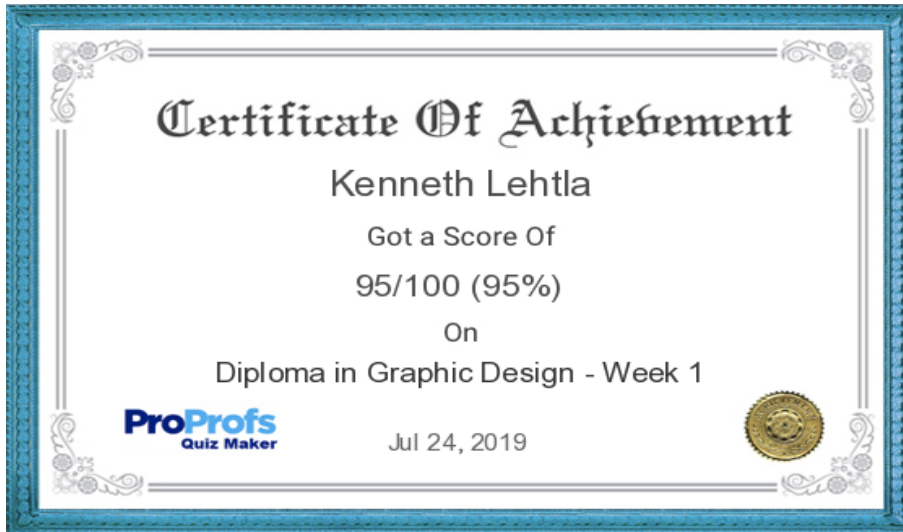 Certificate Of Achievement
Kenneth Lehtla
Got a Score Of
95/100 (95%)
On
Diploma in Graphic Design - Week 1
ProProfs
Quiz Maker
Jul 24, 2019